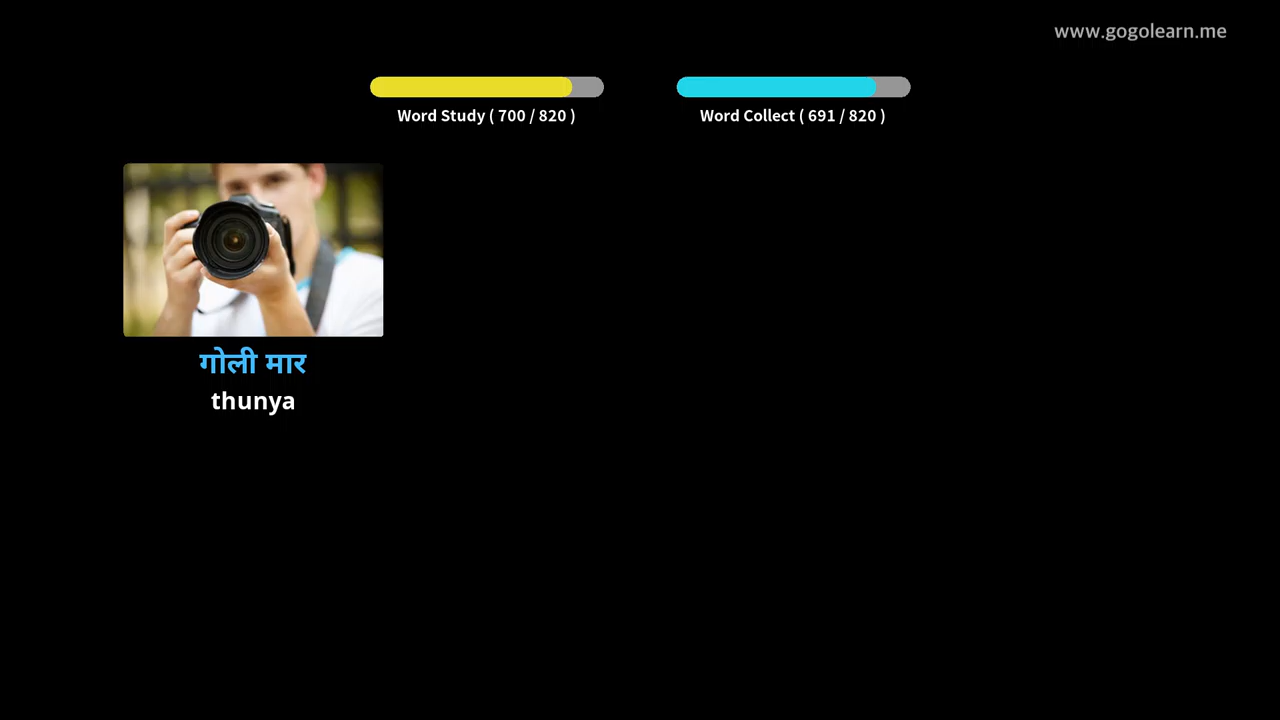 www.gogolearn.me
Word Study ( 700 / 820 )
Word Collect ( 691 / 820 )
गोली मार
thunya